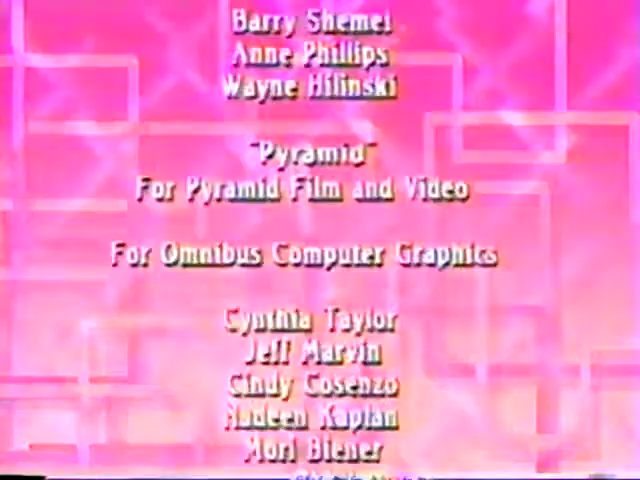 Barry Shemel
Anne Phillips
Wayne Hilinski
"Pyramid"
For Pyramid Film and Video
For Omnibus Computer Graphics
Cynthia Taylor
Jeff Marvin
Cindy Cosenzo
Nadeen Kaplan
Mori Biener